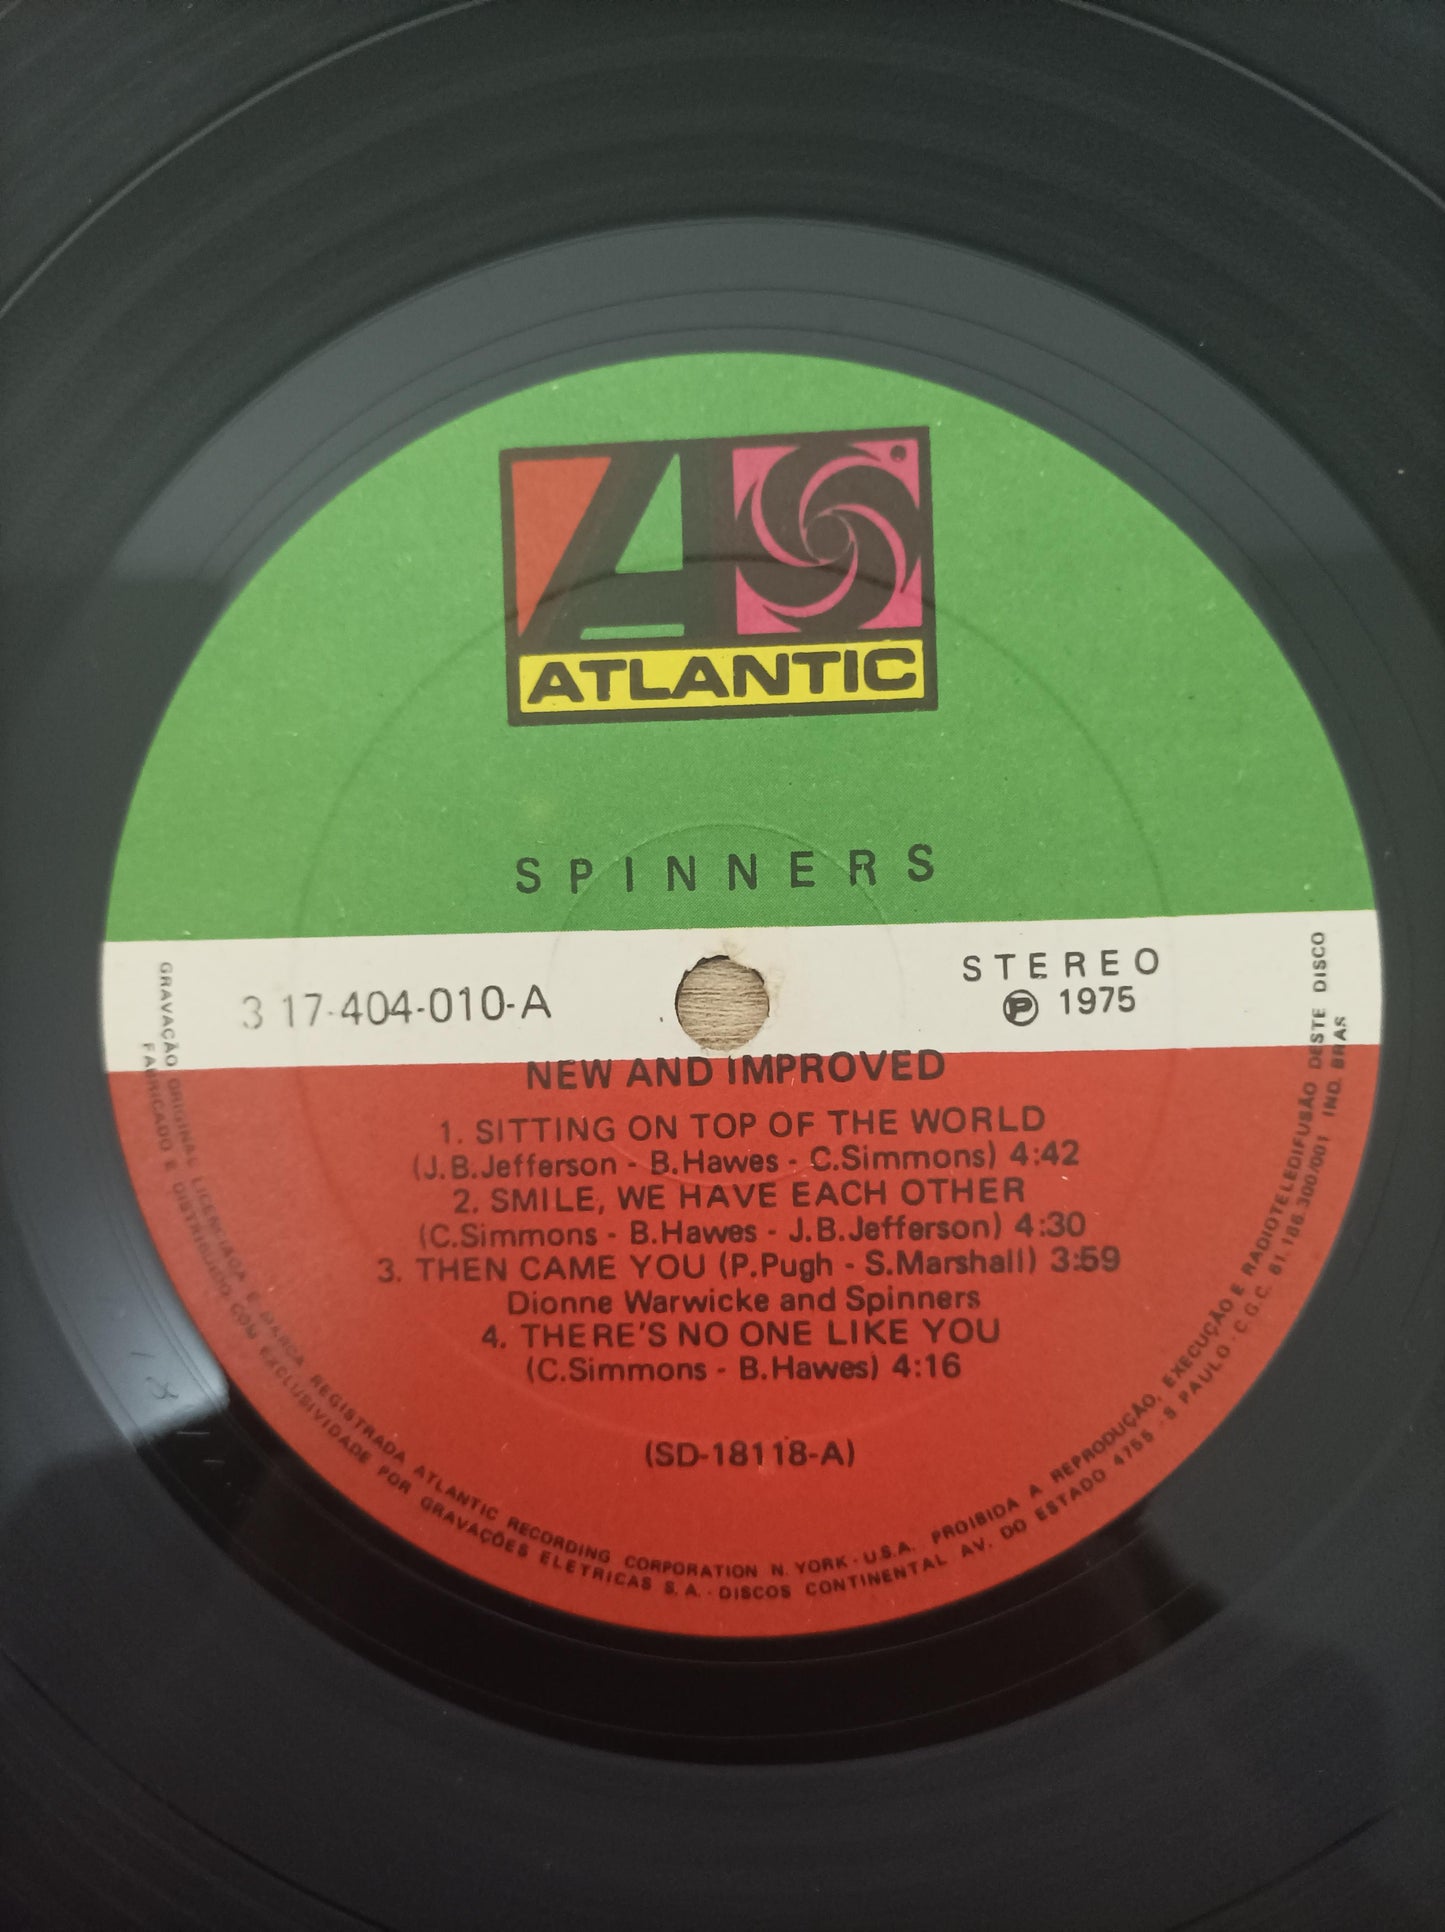 ATLANTIC
SPINNERS
3 17-404-010-A
STEREO
Ⓟ 1975
NEW AND IMPROVED
1. SITTING ON TOP OF THE WORLD
(J.B.Jefferson - B.Hawes - C.Simmons) 4:42
2. SMILE, WE HAVE EACH OTHER
(C.Simmons - B.Hawes - J.B.Jefferson) 4:30
3. THEN CAME YOU (P.Pugh - S.Marshall) 3:59
Dionne Warwicke and Spinners
4. THERE'S NO ONE LIKE YOU
(C.Simmons - B.Hawes) 4:16
(SD-18118-A)
GRAVAÇÃO ORIGINAL LICENCIADA E MARCA REGISTRADA ATLANTIC RECORDING CORPORATION N. YORK - U.S.A. PROIBIDA A REPRODUÇÃO, EXECUÇÃO E RADIOTELEDIFUSÃO DESTE DISCO
FABRICADO E DISTRIBUIDO COM EXCLUSIVIDADE POR GRAVAÇÕES ELETRICAS S.A. - DISCOS CONTINENTAL AV. DO ESTADO 4755 - S PAULO - C.G.C. 61.186.300/001 IND. BRAS